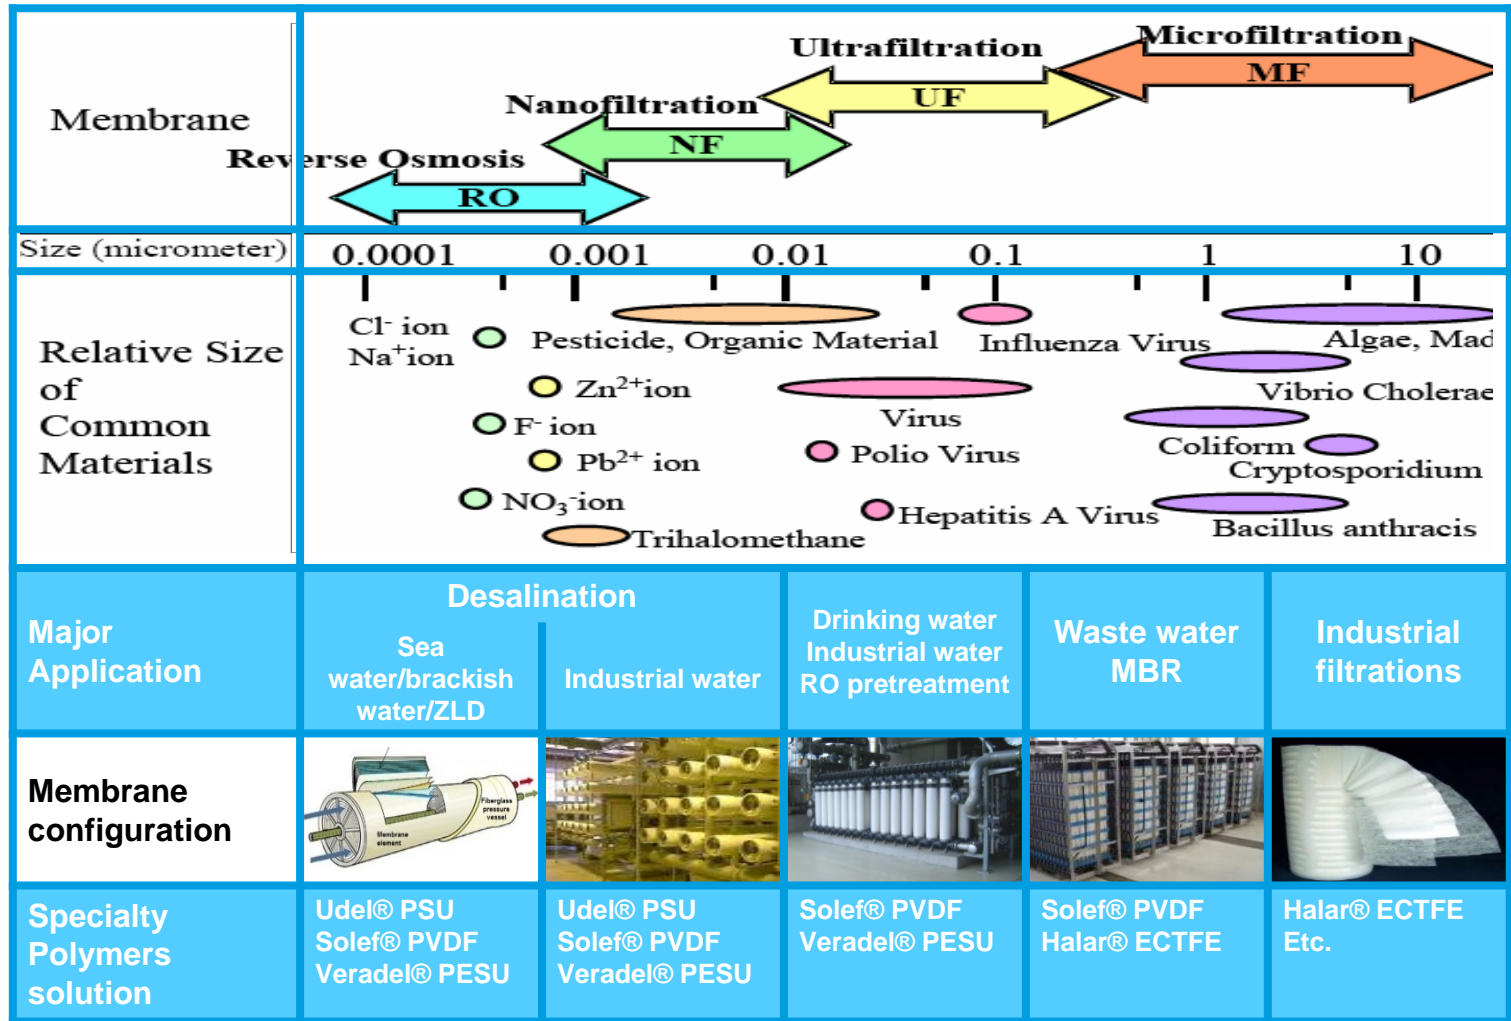 Membrane
Reverse Osmosis
RO
Nanofiltration
NF
Ultrafiltration
UF
Microfiltration
MF
Size (micrometer)
0.0001 0.001 0.01 0.1 1 10
Relative Size
of
Common
Materials
Cl⁻ ion
Na⁺ion
Pesticide, Organic Material
Influenza Virus
Algae, Mad
Zn²⁺ion
Vibrio Cholerae
F⁻ ion
Virus
Coliform
Pb²⁺ ion
Polio Virus
Cryptosporidium
NO₃⁻ion
Hepatitis A Virus
Bacillus anthracis
Trihalomethane
Major
Application
Desalination
Sea
water/brackish
water/ZLD
Industrial water
Drinking water
Industrial water
RO pretreatment
Waste water
MBR
Industrial
filtrations
Membrane
configuration
Membrane
element
Fiberglass
pressure
vessel
Specialty
Polymers
solution
Udel® PSU
Solef® PVDF
Veradel® PESU
Udel® PSU
Solef® PVDF
Veradel® PESU
Solef® PVDF
Veradel® PESU
Solef® PVDF
Halar® ECTFE
Halar® ECTFE
Etc.